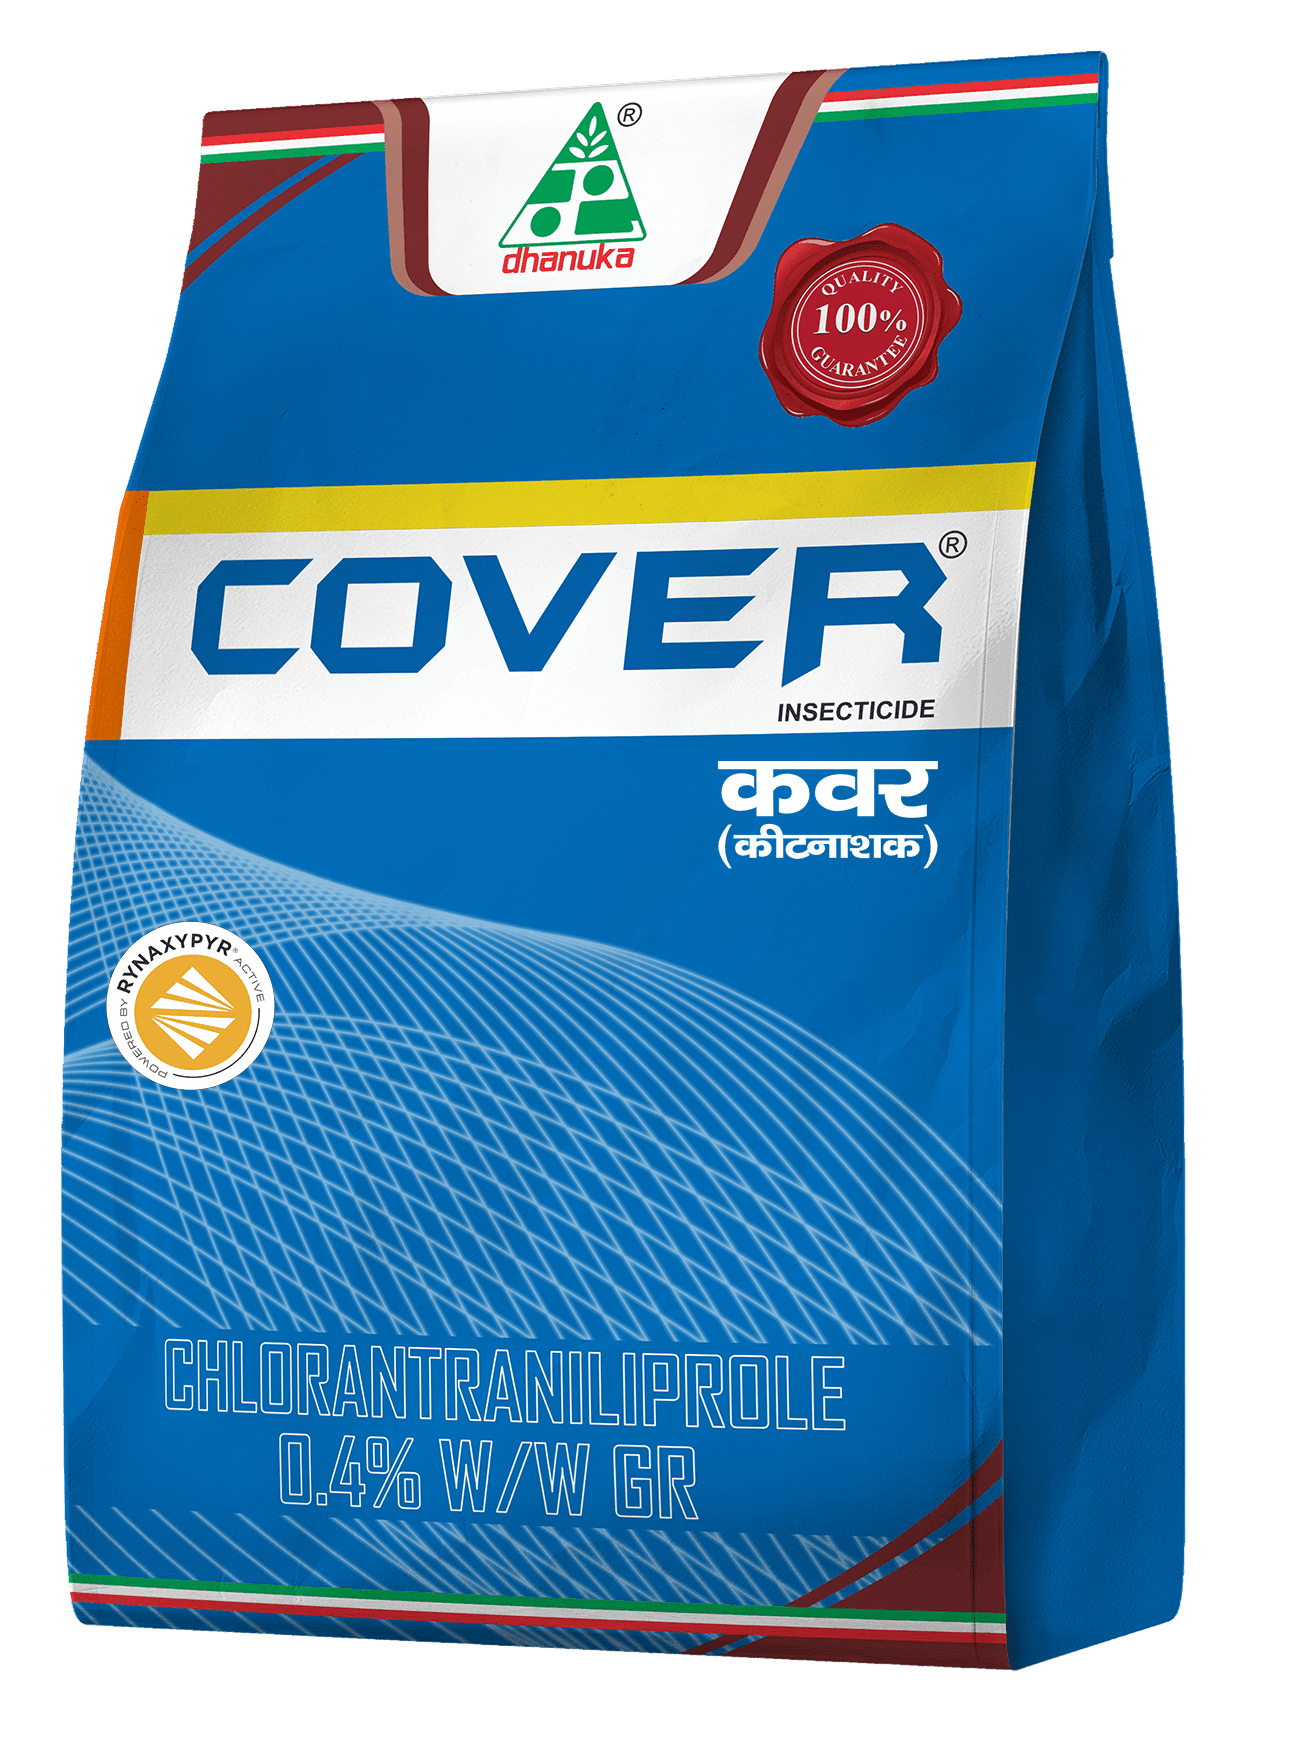 ®
dhanuka
QUALITY
100%
GUARANTEE
COVER®
INSECTICIDE
कवर
(कीटनाशक)
POWERED BY RYNAXYPYR® ACTIVE
CHLORANTRANILIPROLE
0.4% W/W GR